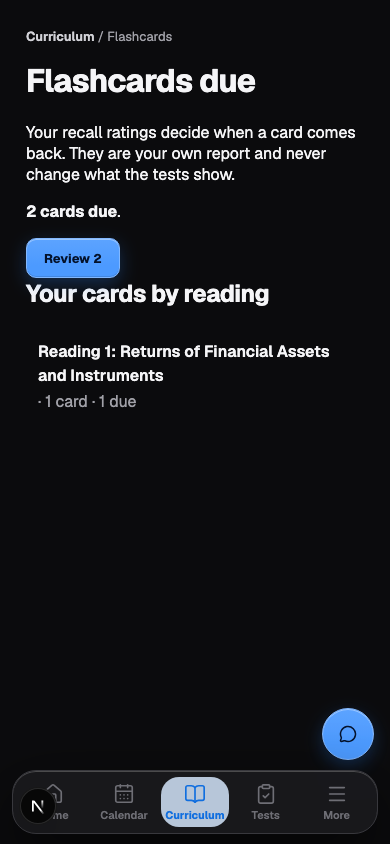 Curriculum / Flashcards
Flashcards due
Your recall ratings decide when a card comes
back. They are your own report and never
change what the tests show.
2 cards due.
Review 2
Your cards by reading
Reading 1: Returns of Financial Assets
and Instruments
· 1 card · 1 due
N
me Calendar Curriculum Tests More